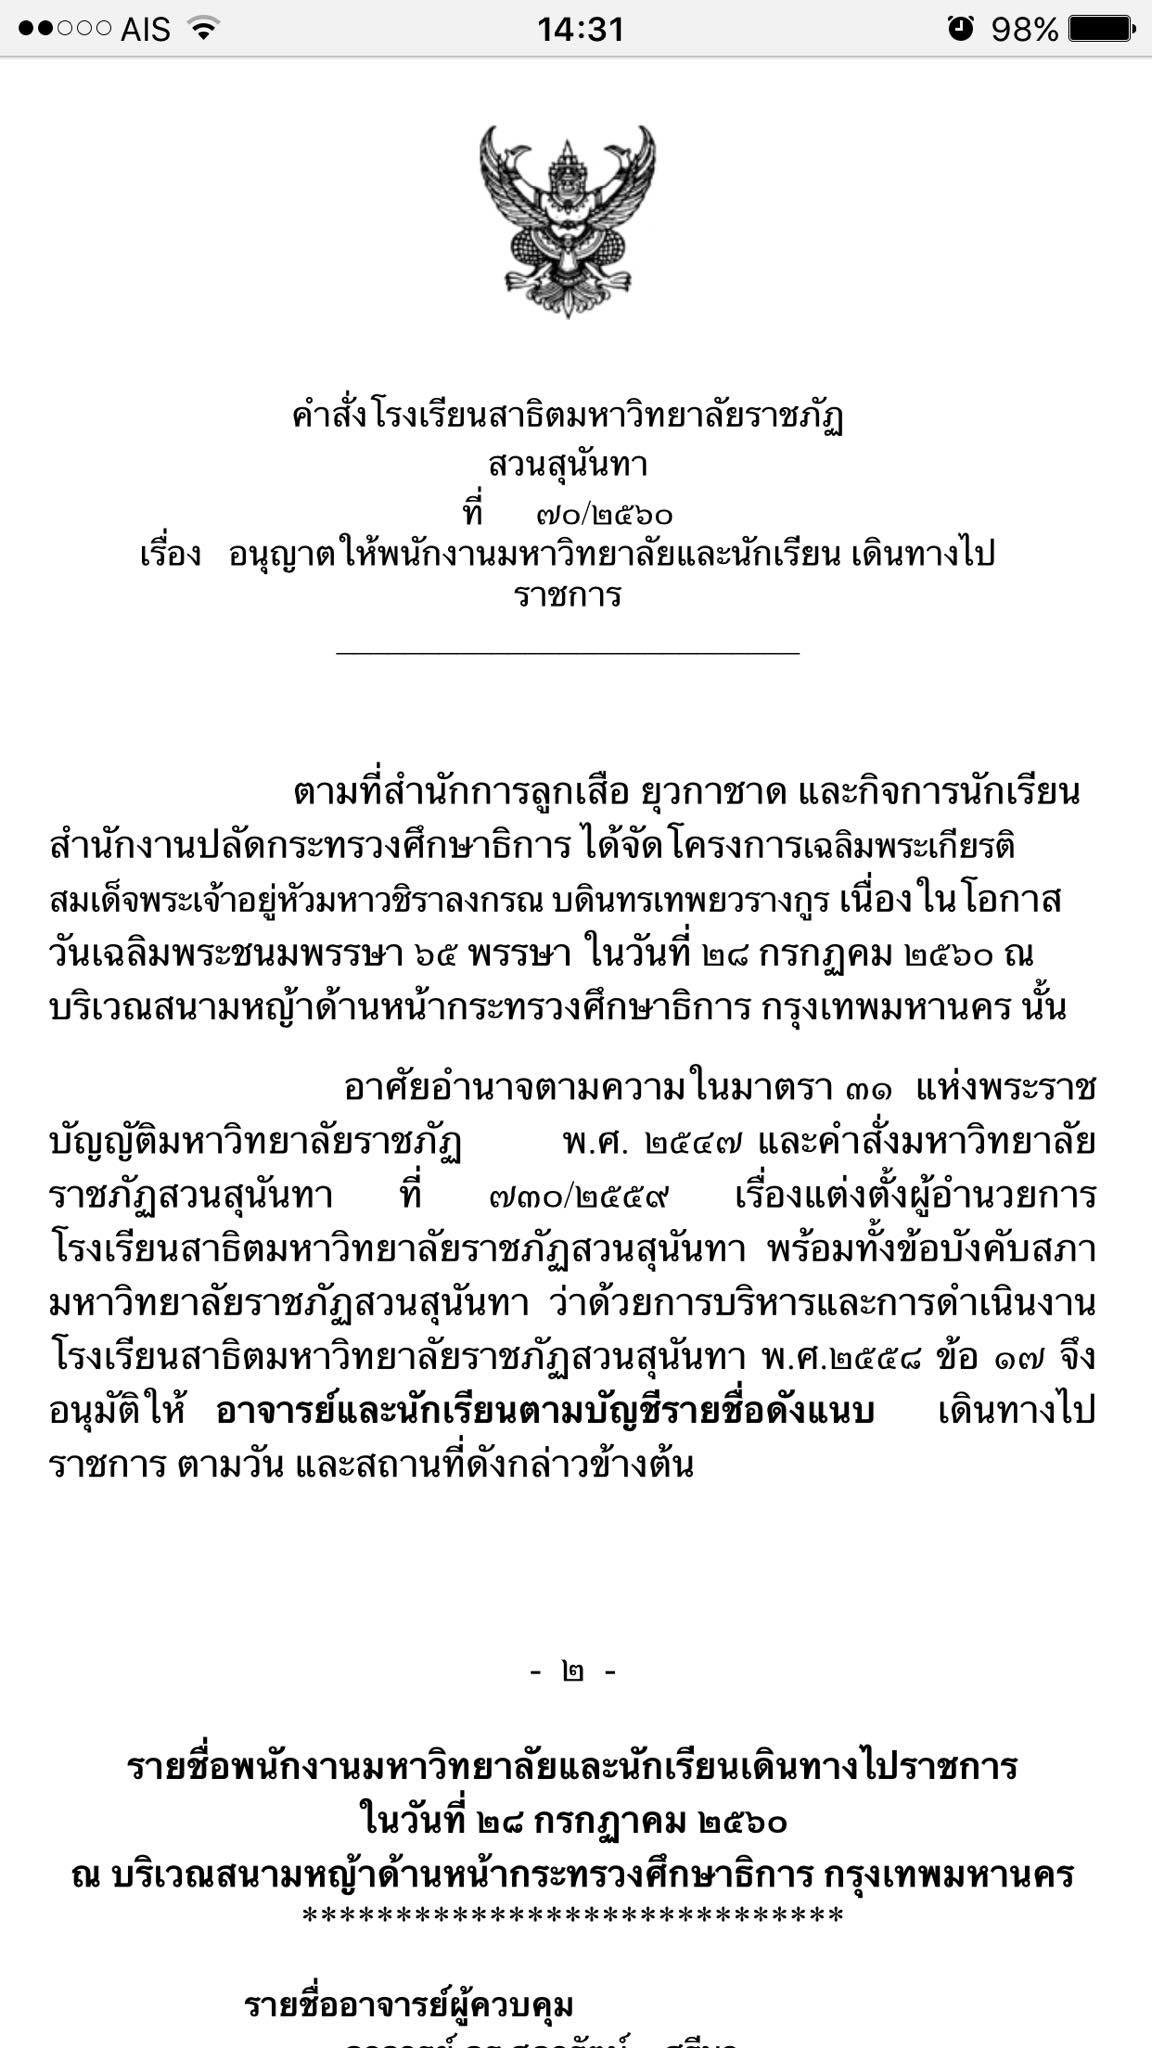 AIS 14:31 98%
คำสั่งโรงเรียนสาธิตมหาวิทยาลัยราชภัฏ
สวนสุนันทา
ที่ ๗๐/๒๕๖๐
เรื่อง อนุญาตให้พนักงานมหาวิทยาลัยและนักเรียน เดินทางไป
ราชการ
ตามที่สำนักการลูกเสือ ยุวกาชาด และกิจการนักเรียน
สำนักงานปลัดกระทรวงศึกษาธิการ ได้จัดโครงการเฉลิมพระเกียรติ
สมเด็จพระเจ้าอยู่หัวมหาวชิราลงกรณ บดินทรเทพยวรางกูร เนื่องในโอกาส
วันเฉลิมพระชนมพรรษา ๖๕ พรรษา ในวันที่ ๒๘ กรกฏคม ๒๕๖๐ ณ
บริเวณสนามหญ้าด้านหน้ากระทรวงศึกษาธิการ กรุงเทพมหานคร นั้น
อาศัยอำนาจตามความในมาตรา ๓๑ แห่งพระราช
บัญญัติมหาวิทยาลัยราชภัฏ พ.ศ. ๒๕๔๗ และคำสั่งมหาวิทยาลัย
ราชภัฏสวนสุนันทา ที่ ๗๓๐/๒๕๕๙ เรื่องแต่งตั้งผู้อำนวยการ
โรงเรียนสาธิตมหาวิทยาลัยราชภัฏสวนสุนันทา พร้อมทั้งข้อบังคับสภา
มหาวิทยาลัยราชภัฏสวนสุนันทา ว่าด้วยการบริหารและการดำเนินงาน
โรงเรียนสาธิตมหาวิทยาลัยราชภัฏสวนสุนันทา พ.ศ.๒๕๕๘ ข้อ ๑๗ จึง
อนุมัติให้ อาจารย์และนักเรียนตามบัญชีรายชื่อดังแนบ เดินทางไป
ราชการ ตามวัน และสถานที่ดังกล่าวข้างต้น
- ๒ -
รายชื่อพนักงานมหาวิทยาลัยและนักเรียนเดินทางไปราชการ
ในวันที่ ๒๘ กรกฏาคม ๒๕๖๐
ณ บริเวณสนามหญ้าด้านหน้ากระทรวงศึกษาธิการ กรุงเทพมหานคร
*****************************
รายชื่ออาจารย์ผู้ควบคุม